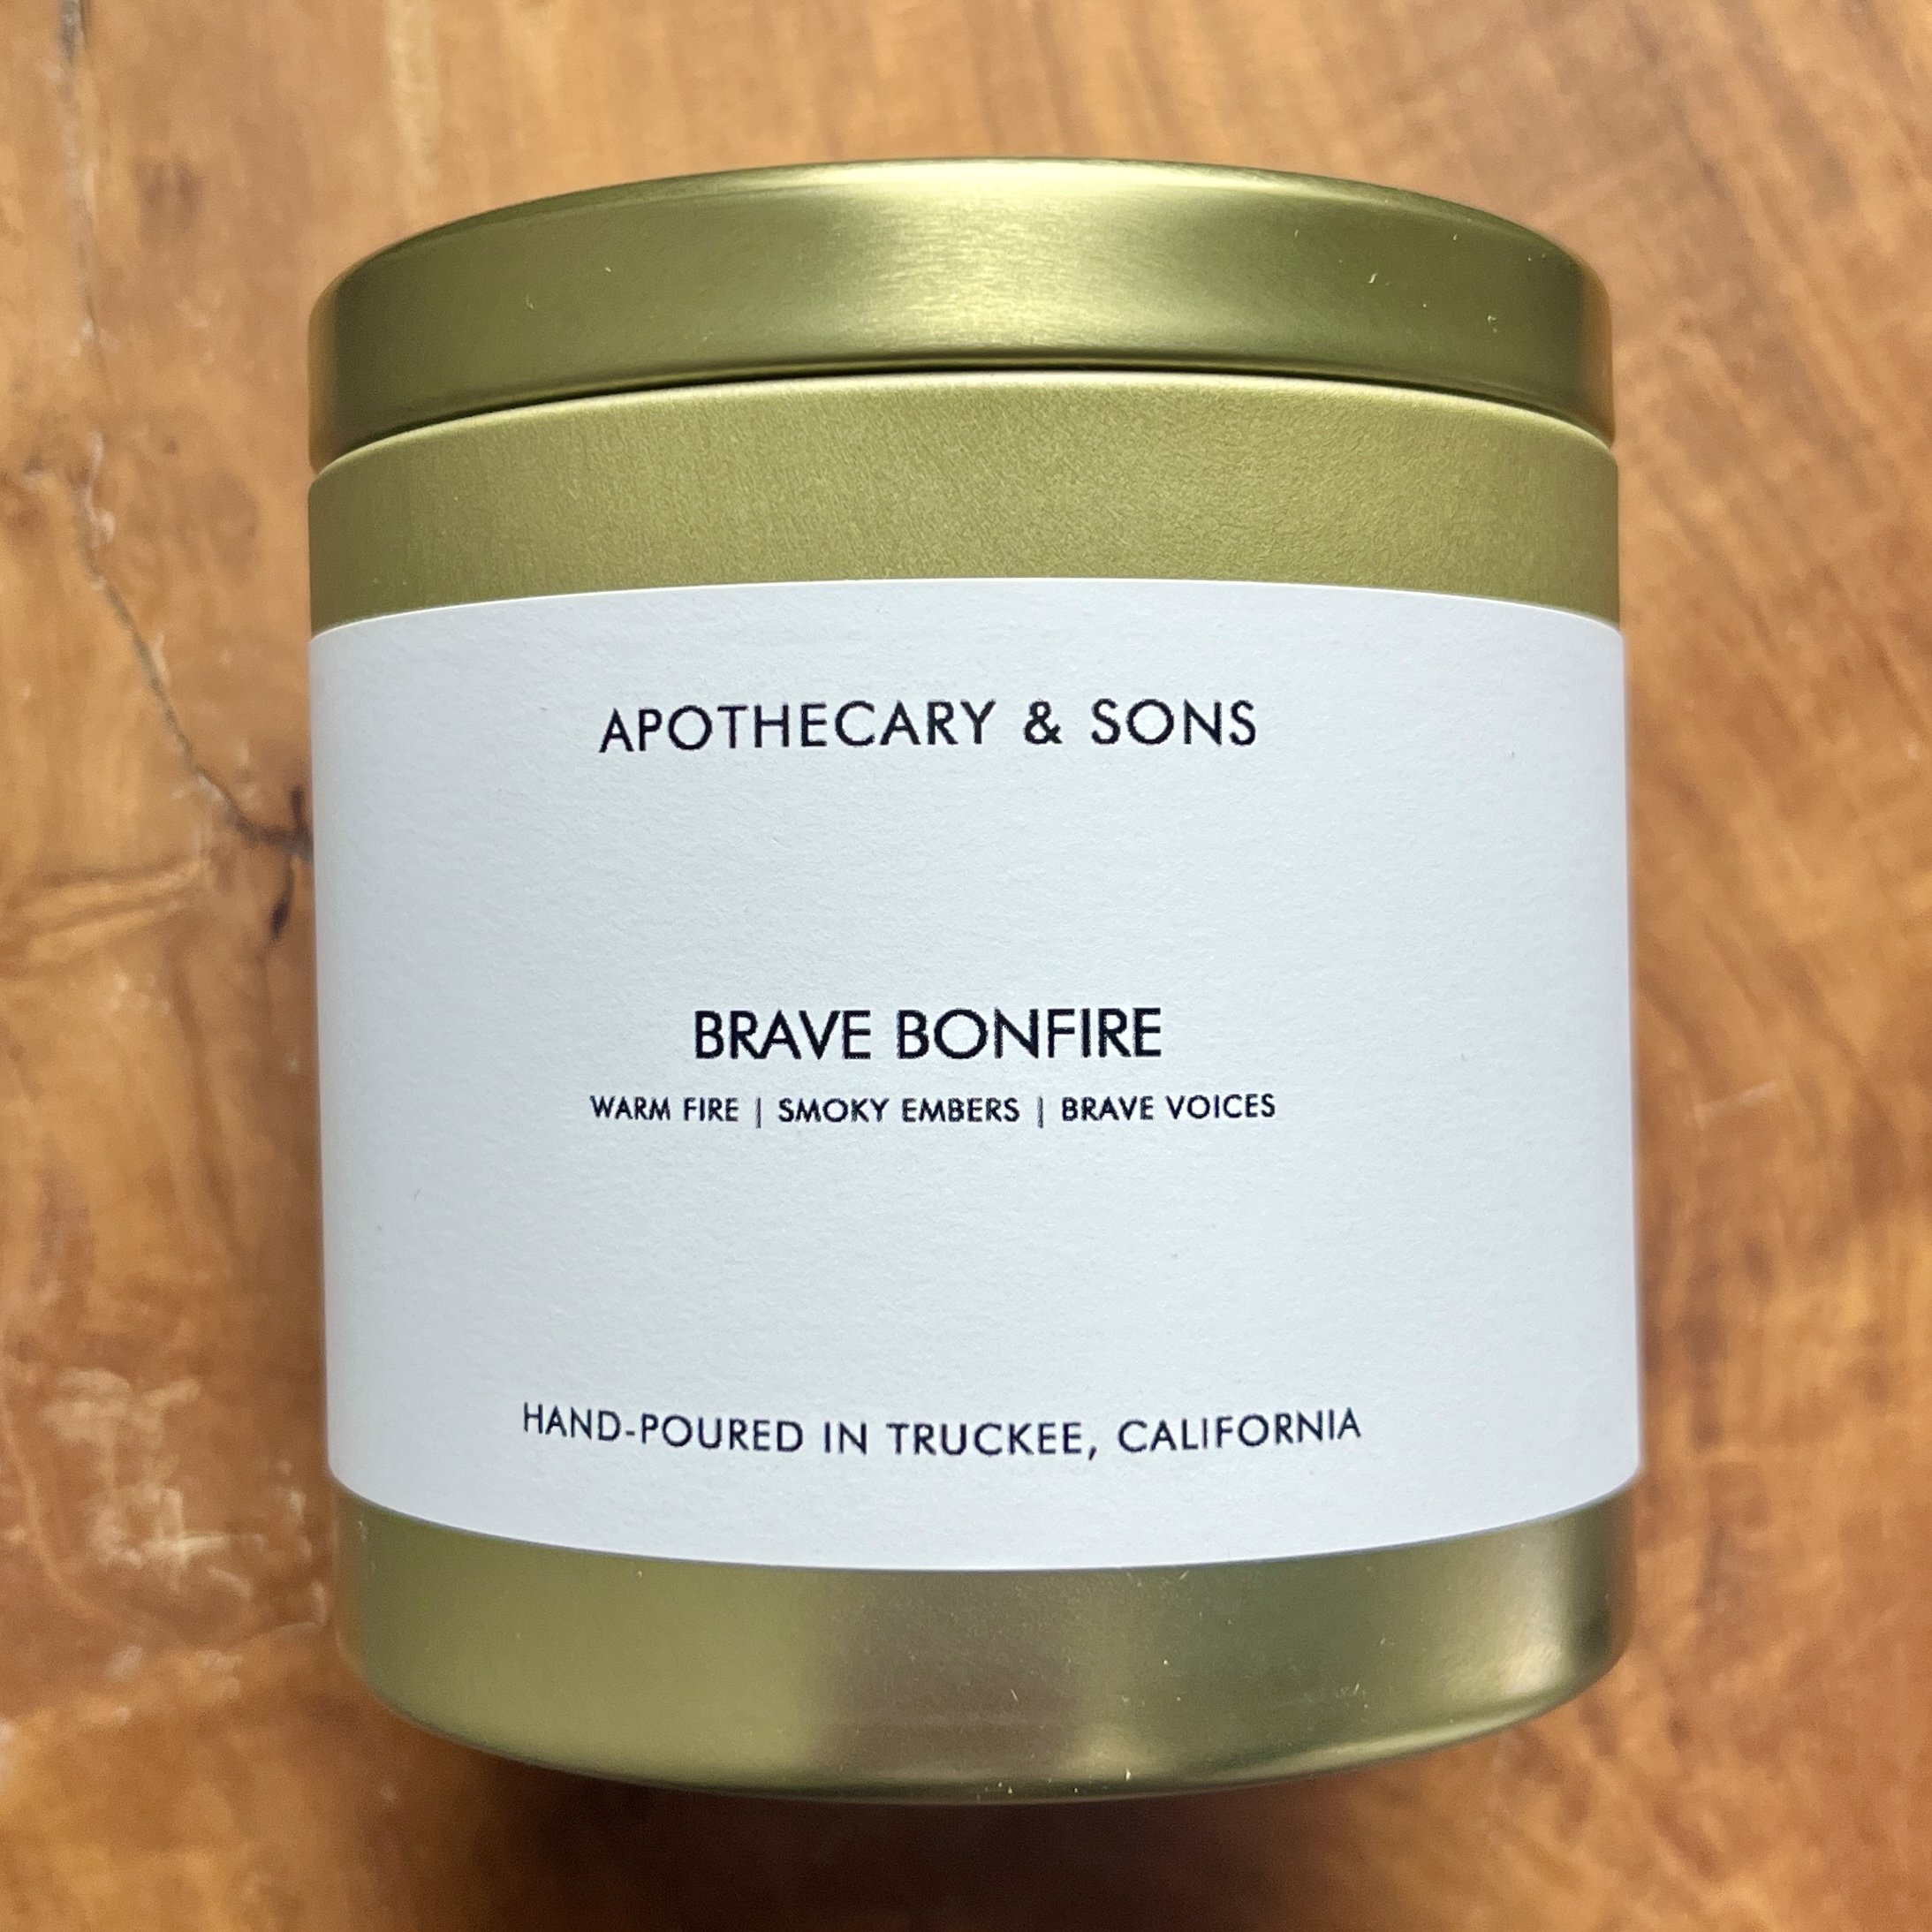 APOTHECARY & SONS
BRAVE BONFIRE
WARM FIRE | SMOKY EMBERS | BRAVE VOICES
HAND-POURED IN TRUCKEE, CALIFORNIA